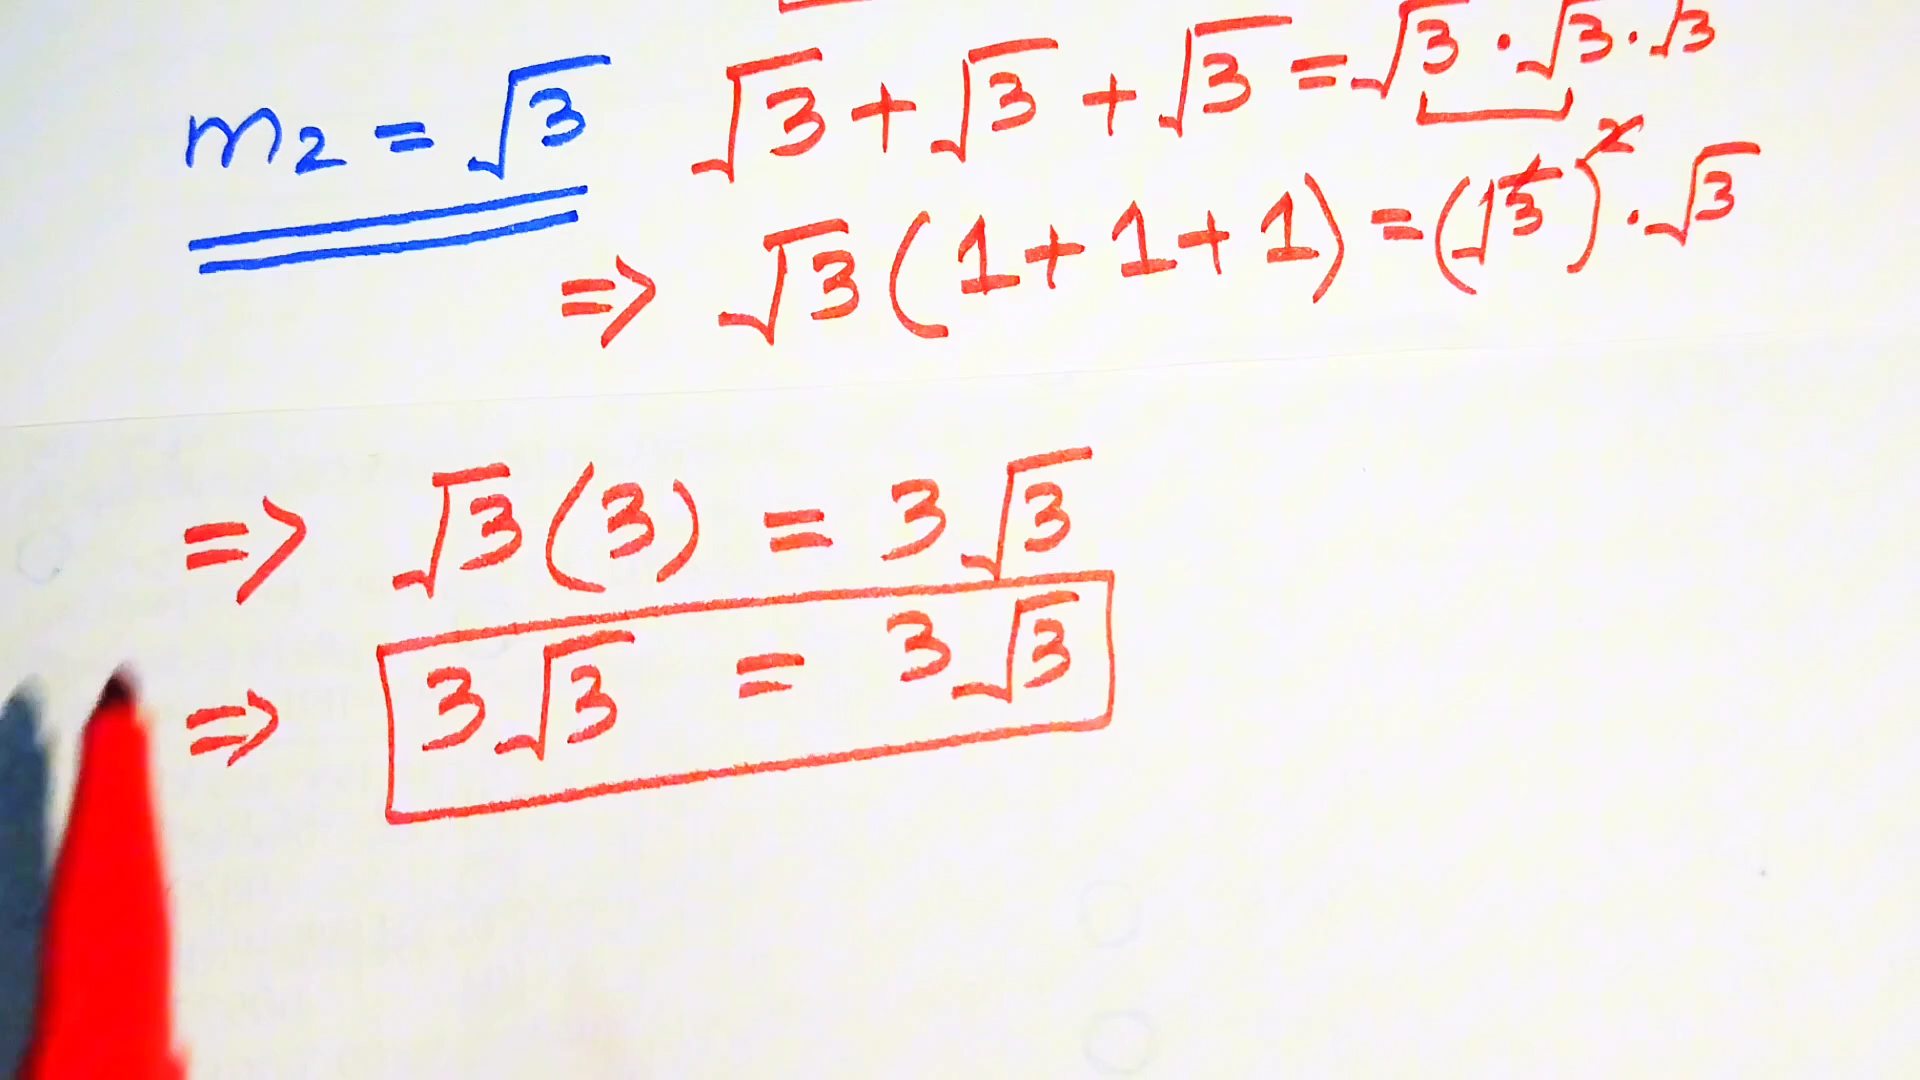 m₂ = √3
√3 + √3 + √3 = √3 · √3 · √3
⇒ √3 (1 + 1 + 1) = (√3)² · √3
⇒ √3 (3) = 3√3
⇒ 3√3 = 3√3